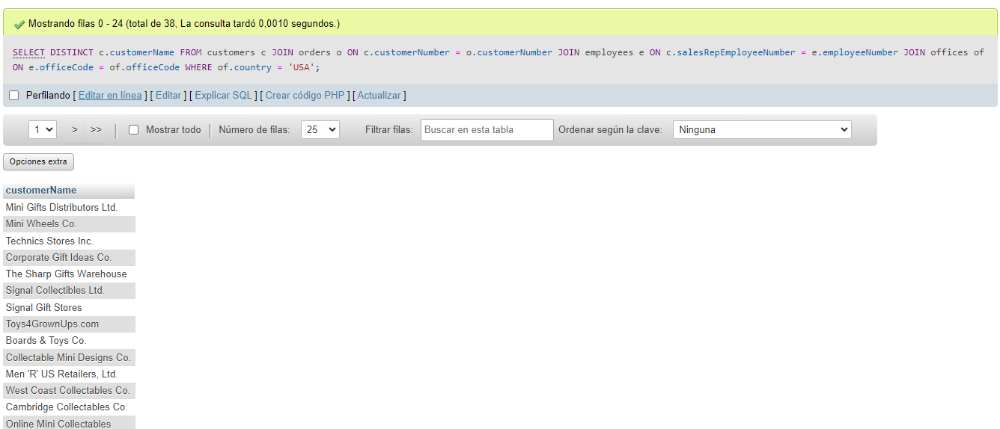 Mostrando filas 0 - 24 (total de 38, La consulta tardó 0,0010 segundos.)
SELECT DISTINCT c.customerName FROM customers c JOIN orders o ON c.customerNumber = o.customerNumber JOIN employees e ON c.salesRepEmployeeNumber = e.employeeNumber JOIN offices of
ON e.officeCode = of.officeCode WHERE of.country = 'USA';
Perfilando [ Editar en línea ] [ Editar ] [ Explicar SQL ] [ Crear código PHP ] [ Actualizar ]
1 > >> | Mostrar todo | Número de filas: 25 Filtrar filas: Buscar en esta tabla Ordenar según la clave: Ninguna
Opciones extra
customerName
Mini Gifts Distributors Ltd.
Mini Wheels Co.
Technics Stores Inc.
Corporate Gift Ideas Co.
The Sharp Gifts Warehouse
Signal Collectibles Ltd.
Signal Gift Stores
Toys4GrownUps.com
Boards & Toys Co.
Collectable Mini Designs Co.
Men 'R' US Retailers, Ltd.
West Coast Collectables Co.
Cambridge Collectables Co.
Online Mini Collectables